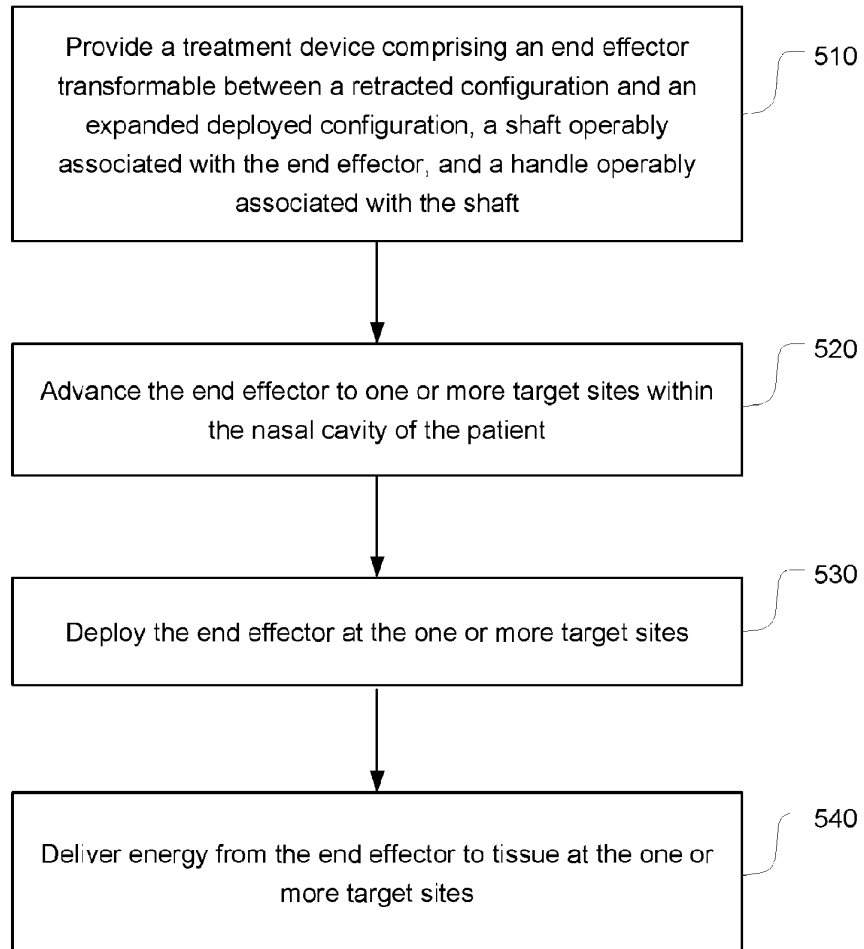 Provide a treatment device comprising an end effector
transformable between a retracted configuration and an
expanded deployed configuration, a shaft operably
associated with the end effector, and a handle operably
associated with the shaft
510
Advance the end effector to one or more target sites within
the nasal cavity of the patient
520
Deploy the end effector at the one or more target sites
530
Deliver energy from the end effector to tissue at the one or
more target sites
540